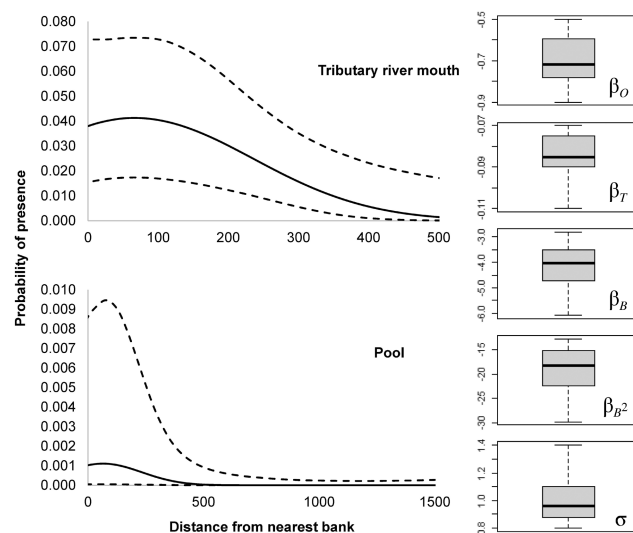 0.080
0.070
0.060
0.050
0.040
0.030
0.020
0.010
0.000
Tributary river mouth
0 100 200 300 400 500
Probability of presence
0.010
0.009
0.008
0.007
0.006
0.005
0.004
0.003
0.002
0.001
0.000
Pool
0 500 1000 1500
Distance from nearest bank
-0.9 -0.7 -0.5
βO
-0.11 -0.09 -0.07
βT
-6.0 -5.0 -4.0 -3.0
βB
-30 -20 -15
βB²
0.8 1.0 1.2 1.4
σ